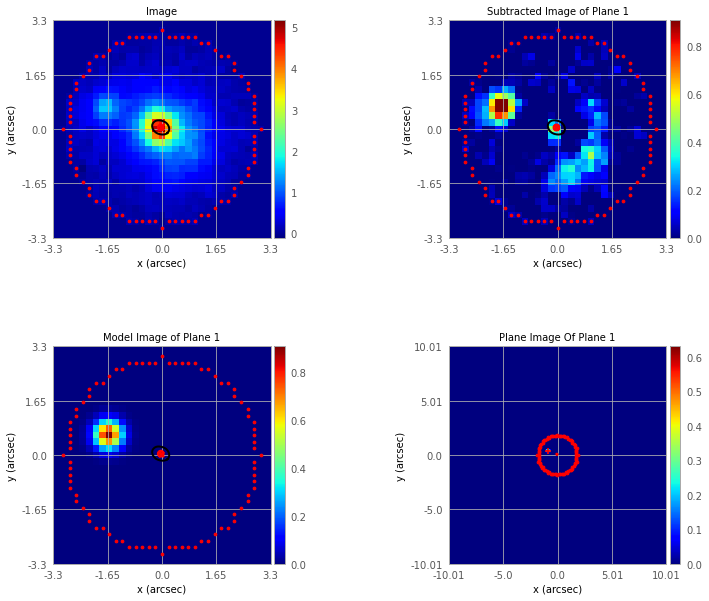 Image
3.3
1.65
0.0
-1.65
-3.3
y (arcsec)
-3.3 -1.65 0.0 1.65 3.3
x (arcsec)
5
4
3
2
1
0
Subtracted Image of Plane 1
3.3
1.65
0.0
-1.65
-3.3
y (arcsec)
-3.3 -1.65 0.0 1.65 3.3
x (arcsec)
0.8
0.6
0.4
0.2
0.0
Model Image of Plane 1
3.3
1.65
0.0
-1.65
-3.3
y (arcsec)
-3.3 -1.65 0.0 1.65 3.3
x (arcsec)
0.8
0.6
0.4
0.2
0.0
Plane Image Of Plane 1
10.01
5.01
0.0
-5.0
-10.01
y (arcsec)
-10.01 -5.0 0.0 5.01 10.01
x (arcsec)
0.6
0.5
0.4
0.3
0.2
0.1
0.0